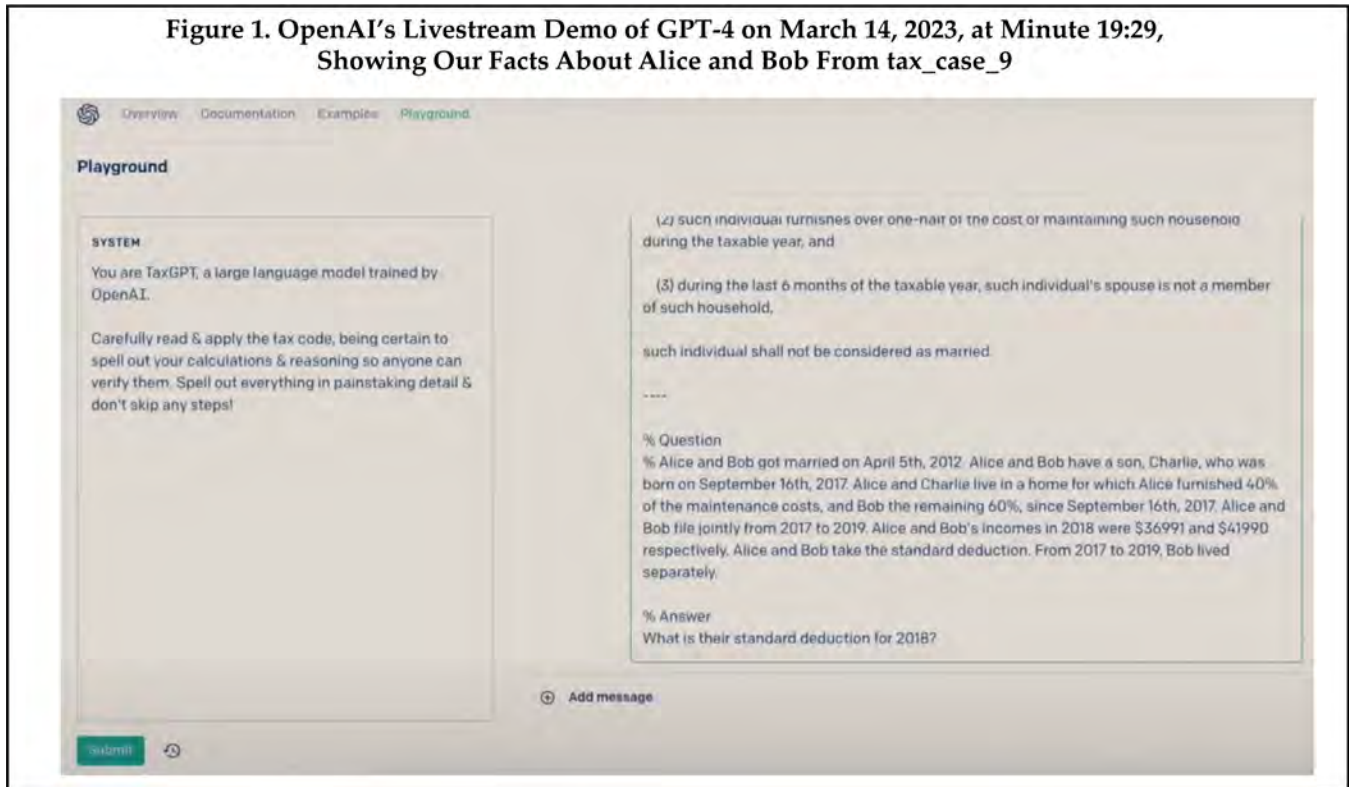 Figure 1. OpenAI's Livestream Demo of GPT-4 on March 14, 2023, at Minute 19:29,
Showing Our Facts About Alice and Bob From tax_case_9
Overview Documentation Examples Playground
Playground
SYSTEM
You are TaxGPT, a large language model trained by
OpenAI.
Carefully read & apply the tax code, being certain to
spell out your calculations & reasoning so anyone can
verify them. Spell out everything in painstaking detail &
don't skip any steps!
Submit
(2) such individual furnishes over one-half of the cost of maintaining such household
during the taxable year, and
(3) during the last 6 months of the taxable year, such individual's spouse is not a member
of such household,
such individual shall not be considered as married.
----
% Question
% Alice and Bob got married on April 5th, 2012. Alice and Bob have a son, Charlie, who was
born on September 16th, 2017. Alice and Charlie live in a home for which Alice furnished 40%
of the maintenance costs, and Bob the remaining 60%, since September 16th, 2017. Alice and
Bob file jointly from 2017 to 2019. Alice and Bob's incomes in 2018 were $36991 and $41990
respectively. Alice and Bob take the standard deduction. From 2017 to 2019, Bob lived
separately.
% Answer
What is their standard deduction for 2018?
Add message